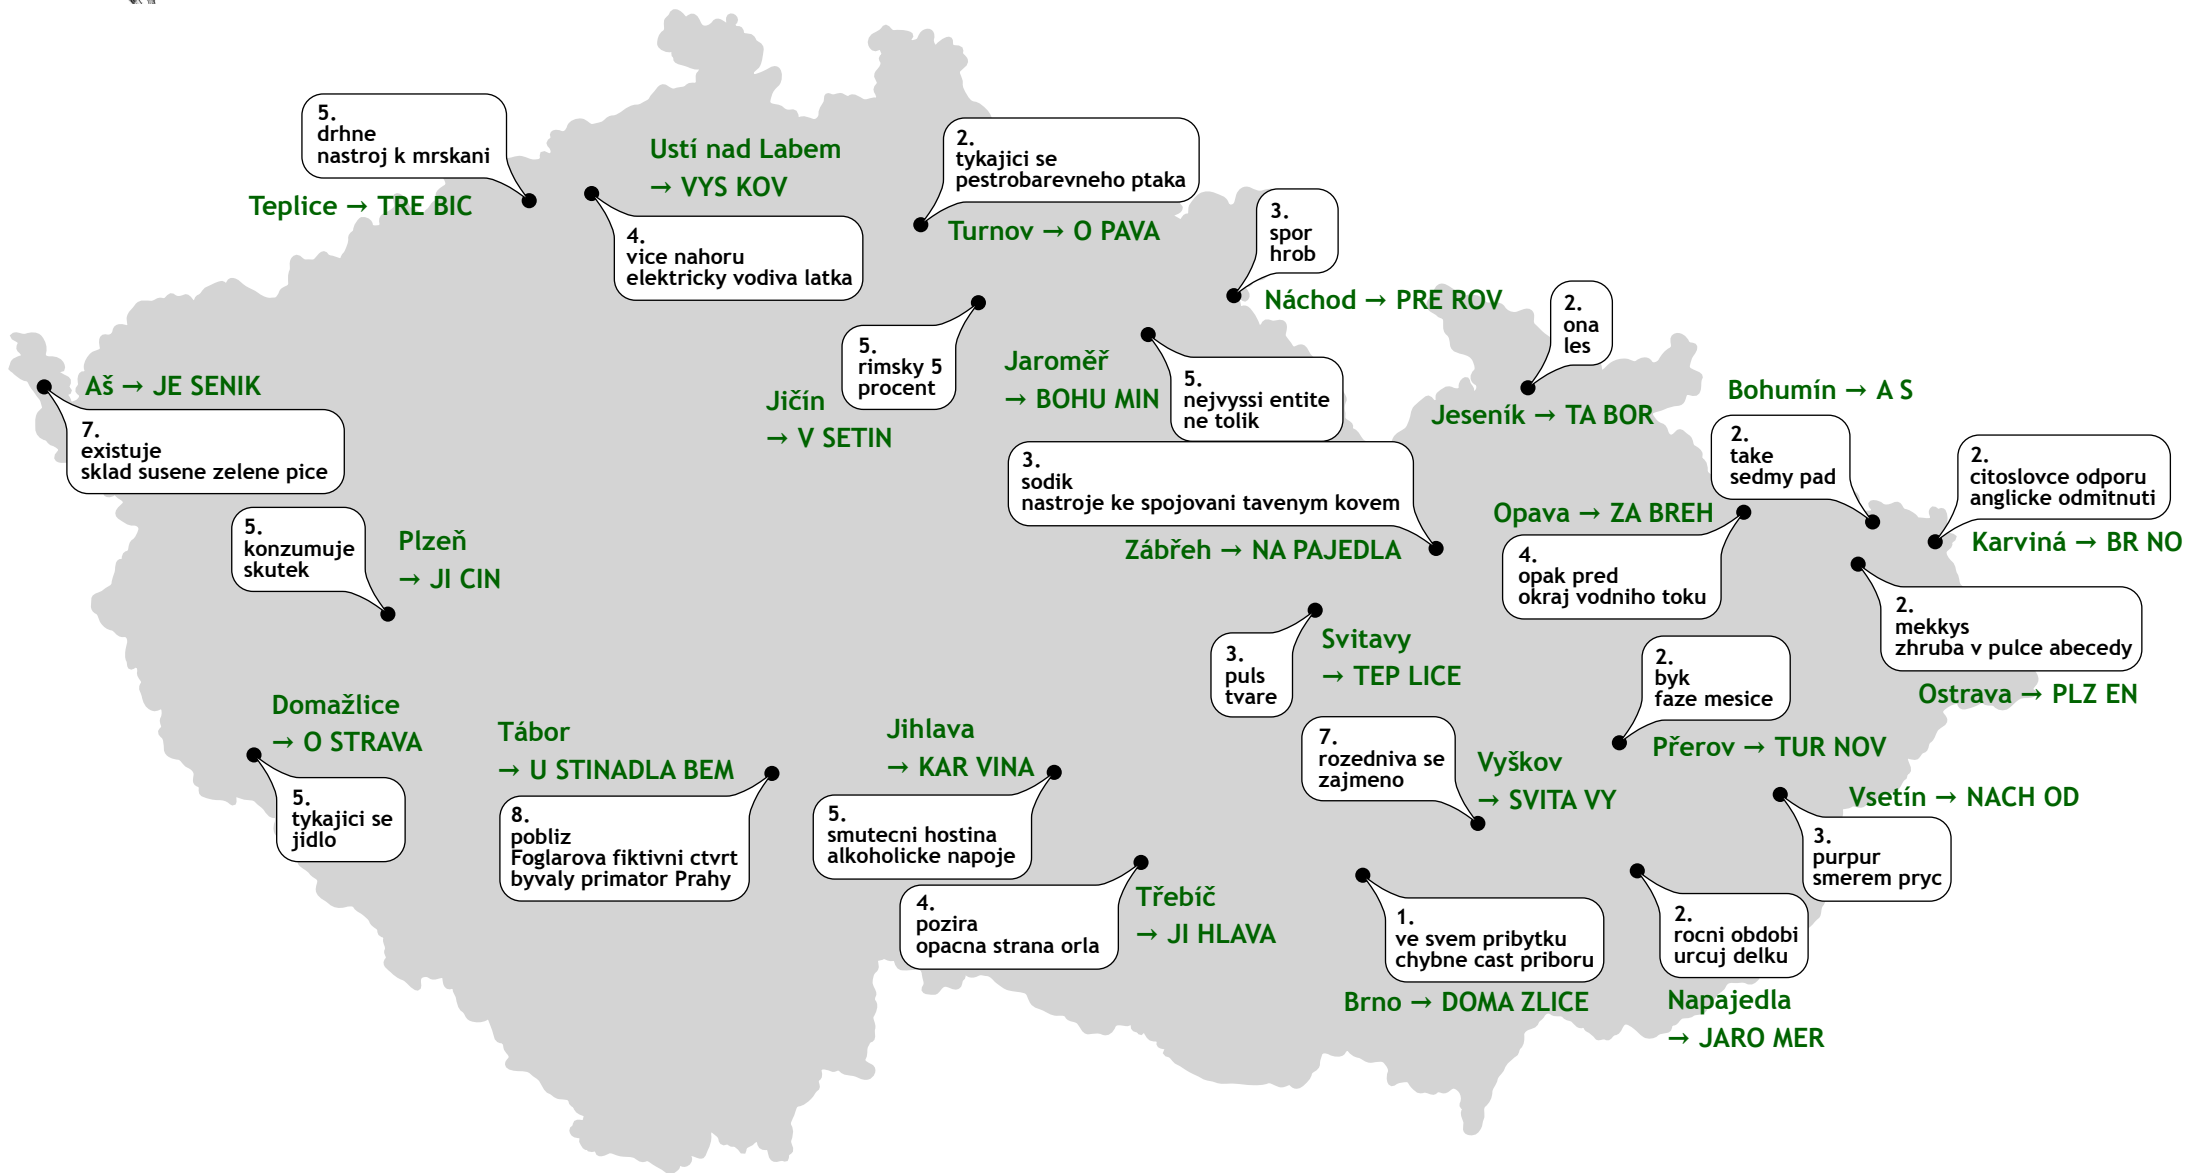 5.
drhne
nastroj k mrskani
Teplice → TRE BIC
Ustí nad Labem
→ VYS KOV
4.
vice nahoru
elektricky vodiva latka
2.
tykajici se
pestrobarevneho ptaka
Turnov → O PAVA
3.
spor
hrob
Náchod → PRE ROV
2.
ona
les
Jeseník → TA BOR
5.
rimsky 5
procent
Jičín
→ V SETIN
Jaroměř
→ BOHU MIN
5.
nejvyssi entite
ne tolik
Aš → JE SENIK
7.
existuje
sklad susene zelene pice
Bohumín → A S
2.
take
sedmy pad
2.
citoslovce odporu
anglicke odmitnuti
Karviná → BR NO
3.
sodik
nastroje ke spojovani tavenym kovem
Zábřeh → NA PAJEDLA
Opava → ZA BREH
4.
opak pred
okraj vodniho toku
5.
konzumuje
skutek
Plzeň
→ JI CIN
2.
mekkys
zhruba v pulce abecedy
Ostrava → PLZ EN
3.
puls
tvare
Svitavy
→ TEP LICE
2.
byk
faze mesice
Přerov → TUR NOV
Domažlice
→ O STRAVA
5.
tykajici se
jidlo
Tábor
→ U STINADLA BEM
8.
pobliz
Foglarova fiktivni ctvrt
byvaly primator Prahy
Jihlava
→ KAR VINA
5.
smutecni hostina
alkoholicke napoje
7.
rozedniva se
zajmeno
Vyškov
→ SVITA VY
Vsetín → NACH OD
3.
purpur
smerem pryc
4.
pozira
opacna strana orla
Třebíč
→ JI HLAVA
1.
ve svem pribytku
chybne cast priboru
Brno → DOMA ZLICE
2.
rocni obdobi
urcuj delku
Napajedla
→ JARO MER